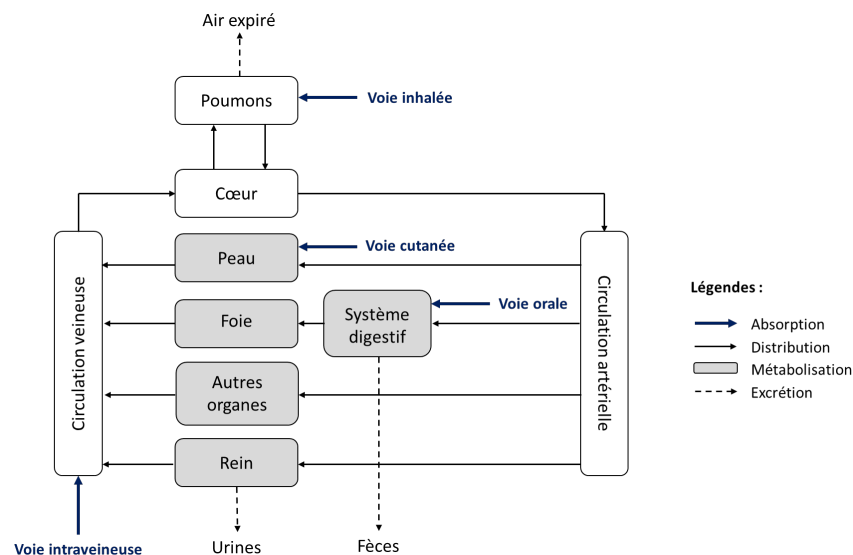 Air expiré
Poumons
Voie inhalée
Cœur
Peau
Voie cutanée
Circulation veineuse
Foie
Système
digestif
Voie orale
Circulation artérielle
Autres
organes
Rein
Voie intraveineuse
Urines
Fèces
Légendes :
Absorption
Distribution
Métabolisation
Excrétion